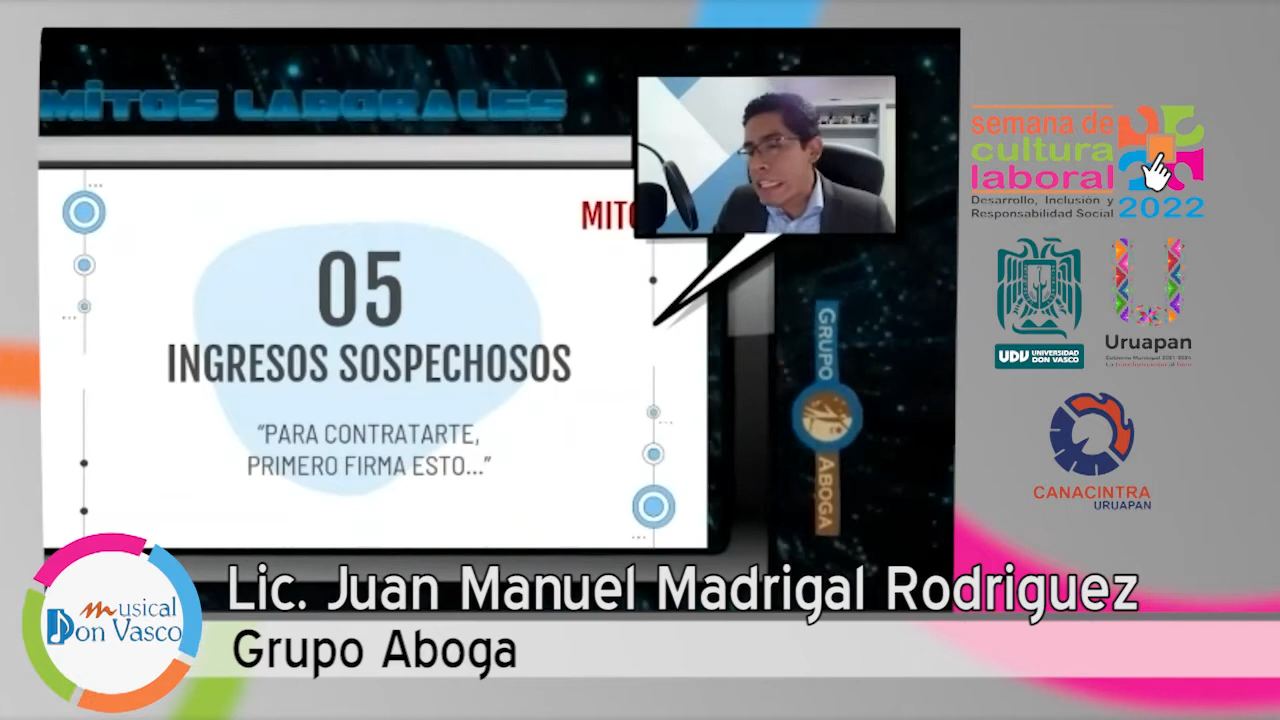 MITOS LABORALES
MITO
05
INGRESOS SOSPECHOSOS
“PARA CONTRATARTE,
PRIMERO FIRMA ESTO...”
GRUPO
ABOGA
semana de
cultura
laboral
Desarrollo, Inclusión y
Responsabilidad Social
2022
UDV UNIVERSIDAD
DON VASCO
Uruapan
CANACINTRA
URUAPAN
musical
Don Vasco
Lic. Juan Manuel Madrigal Rodriguez
Grupo Aboga